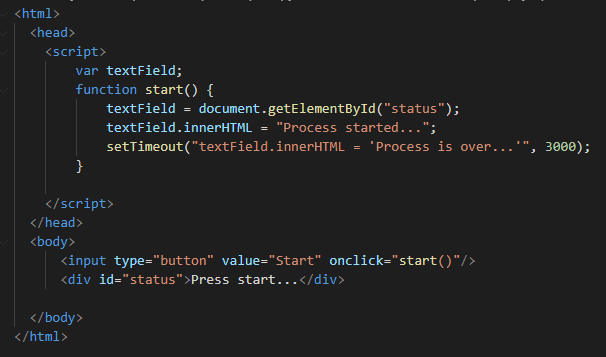 <html>
<head>
<script>
var textField;
function start() {
textField = document.getElementById("status");
textField.innerHTML = "Process started...";
setTimeout("textField.innerHTML = 'Process is over...'", 3000);
}
</script>
</head>
<body>
<input type="button" value="Start" onclick="start()"/>
<div id="status">Press start...</div>
</body>
</html>